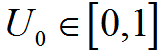 U₀ ∈ [0,1]